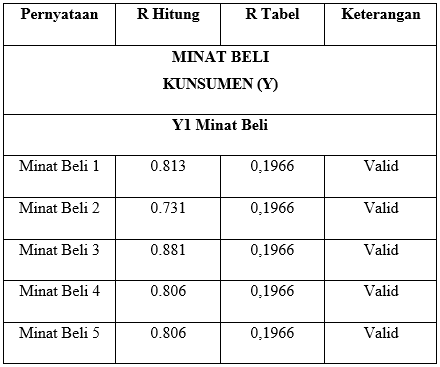 Pernyataan R Hitung R Tabel Keterangan
MINAT BELI
KUNSUMEN (Y)
Y1 Minat Beli
Minat Beli 1 0.813 0,1966 Valid
Minat Beli 2 0.731 0,1966 Valid
Minat Beli 3 0.881 0,1966 Valid
Minat Beli 4 0.806 0,1966 Valid
Minat Beli 5 0.806 0,1966 Valid